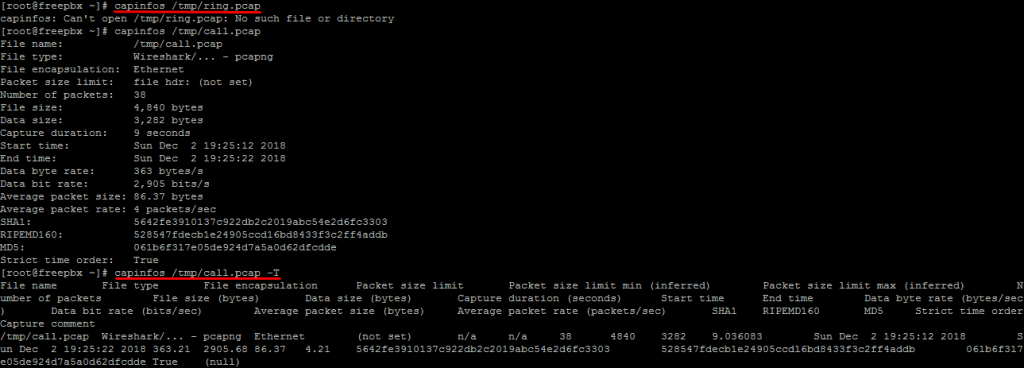 [root@freepbx ~]# capinfos /tmp/ring.pcap
capinfos: Can't open /tmp/ring.pcap: No such file or directory
[root@freepbx ~]# capinfos /tmp/call.pcap
File name:           /tmp/call.pcap
File type:           Wireshark/... - pcapng
File encapsulation:  Ethernet
Packet size limit:   file hdr: (not set)
Number of packets:   38
File size:           4,840 bytes
Data size:           3,282 bytes
Capture duration:    9 seconds
Start time:          Sun Dec  2 19:25:12 2018
End time:            Sun Dec  2 19:25:22 2018
Data byte rate:      363 bytes/s
Data bit rate:       2,905 bits/s
Average packet size: 86.37 bytes
Average packet rate: 4 packets/sec
SHA1:                5642fe3910137c922db2c2019abc54e2d6fc3303
RIPEMD160:           528547fdecb1e24905ccd16bd8433f3c2ff4addb
MD5:                 061b6f317e05de924d7a5a0d62dfcdde
Strict time order:   True
[root@freepbx ~]# capinfos /tmp/call.pcap -T
File name       File type       File encapsulation      Packet size limit       Packet size limit min (inferred)        Packet size limit max (inferred)        N
umber of packets        File size (bytes)       Data size (bytes)       Capture duration (seconds)      Start time      End time        Data byte rate (bytes/sec
)       Data bit rate (bits/sec)        Average packet size (bytes)     Average packet rate (packets/sec)       SHA1    RIPEMD160       MD5     Strict time order
Capture comment
/tmp/call.pcap  Wireshark/... - pcapng  Ethernet        (not set)       n/a     n/a     38      4840    3282    9.036083        Sun Dec  2 19:25:12 2018        S
un Dec  2 19:25:22 2018 363.21  2905.68 86.37   4.21    5642fe3910137c922db2c2019abc54e2d6fc3303        528547fdecb1e24905ccd16bd8433f3c2ff4addb        061b6f317
e05de924d7a5a0d62dfcdde True    (null)